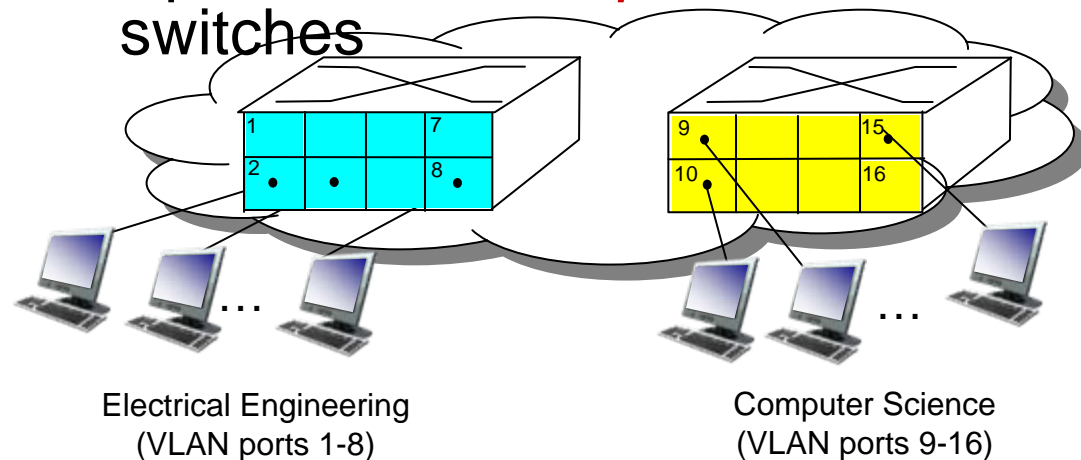 switches
1 7
2 8
9 15
10 16
… …
Electrical Engineering
(VLAN ports 1-8)
Computer Science
(VLAN ports 9-16)